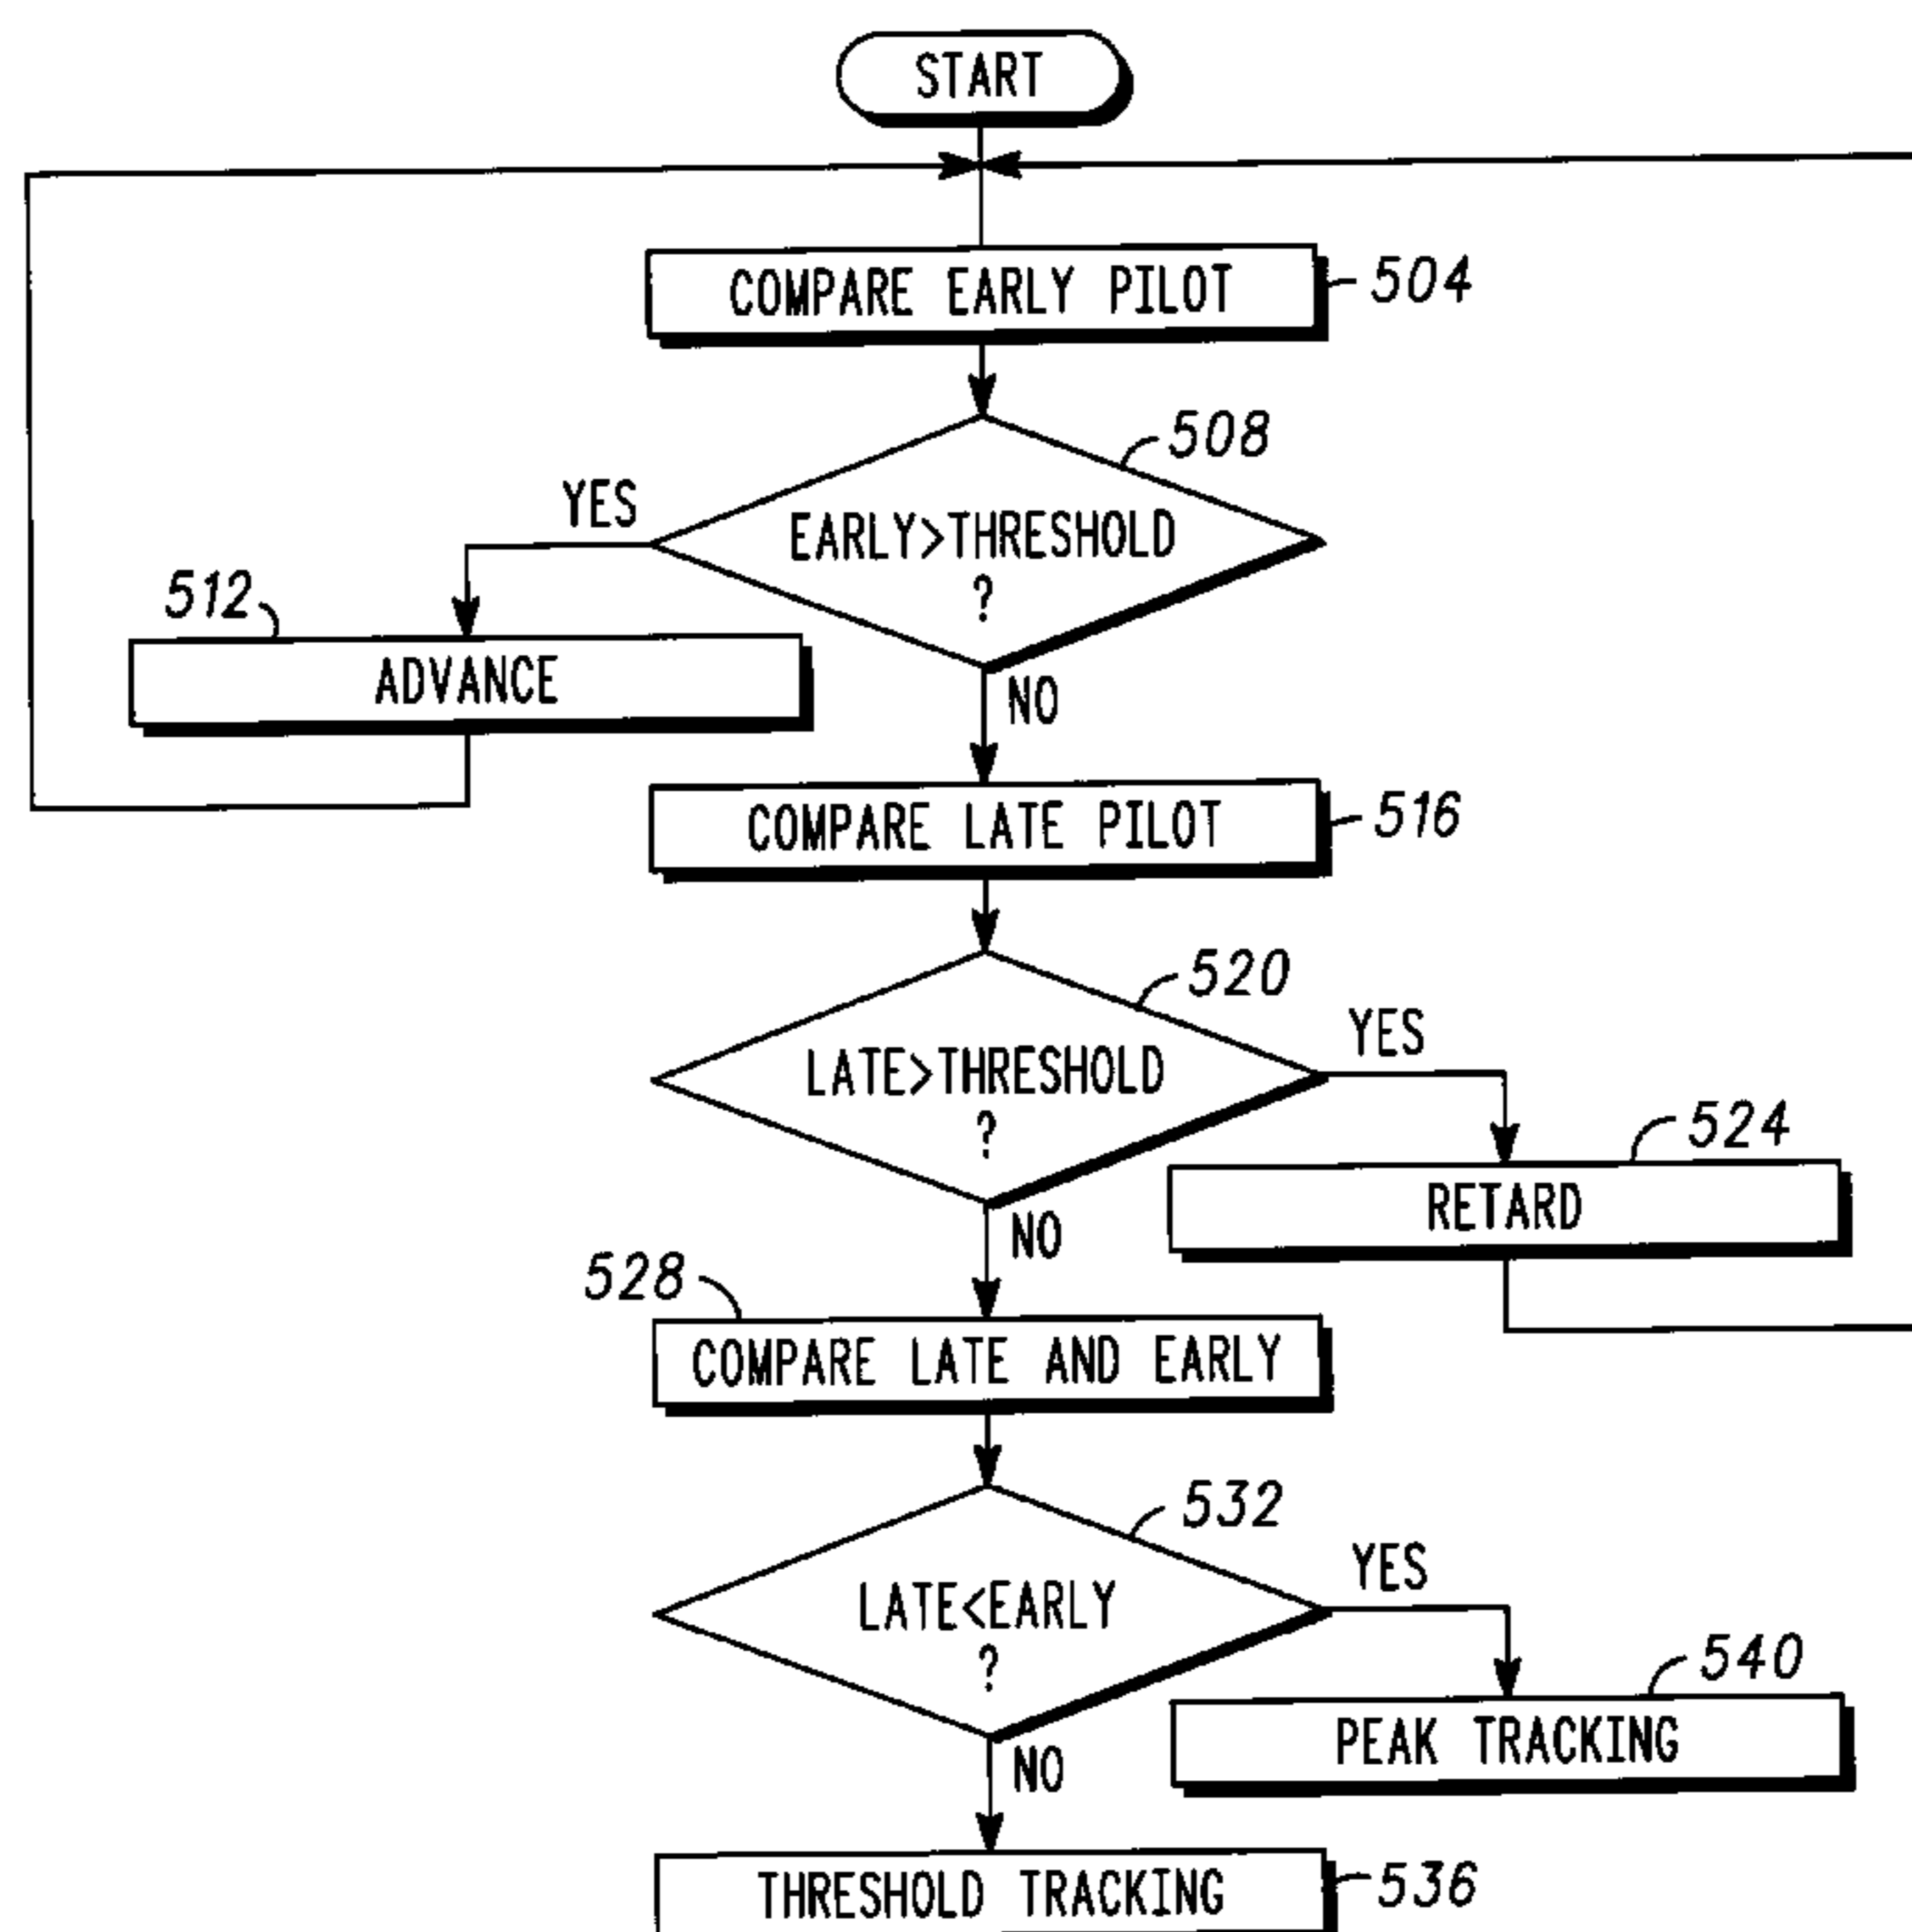 START
COMPARE EARLY PILOT
504
508
YES
EARLY>THRESHOLD
?
512
ADVANCE
NO
COMPARE LATE PILOT
516
520
YES
LATE>THRESHOLD
?
524
RETARD
NO
528
COMPARE LATE AND EARLY
532
YES
LATE<EARLY
?
540
PEAK TRACKING
NO
THRESHOLD TRACKING
536